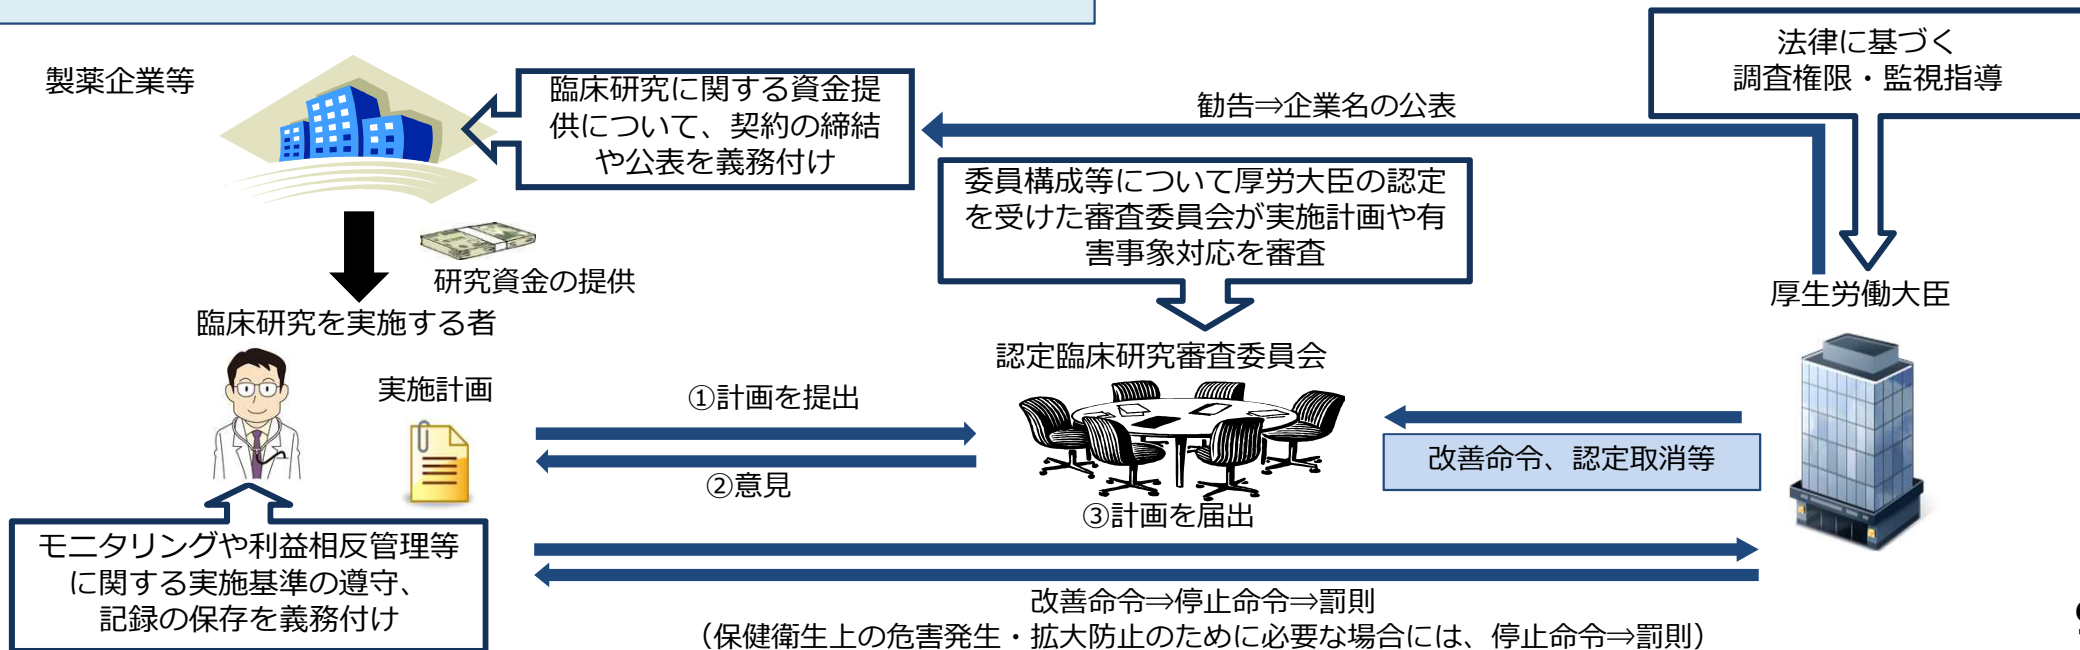 製薬企業等
臨床研究に関する資金提
供について、契約の締結
や公表を義務付け
勧告⇒企業名の公表
法律に基づく
調査権限・監視指導
委員構成等について厚労大臣の認定
を受けた審査委員会が実施計画や有
害事象対応を審査
研究資金の提供
厚生労働大臣
臨床研究を実施する者
認定臨床研究審査委員会
実施計画
①計画を提出
②意見
改善命令、認定取消等
③計画を届出
モニタリングや利益相反管理等
に関する実施基準の遵守、
記録の保存を義務付け
改善命令⇒停止命令⇒罰則
（保健衛生上の危害発生・拡大防止のために必要な場合には、停止命令⇒罰則）